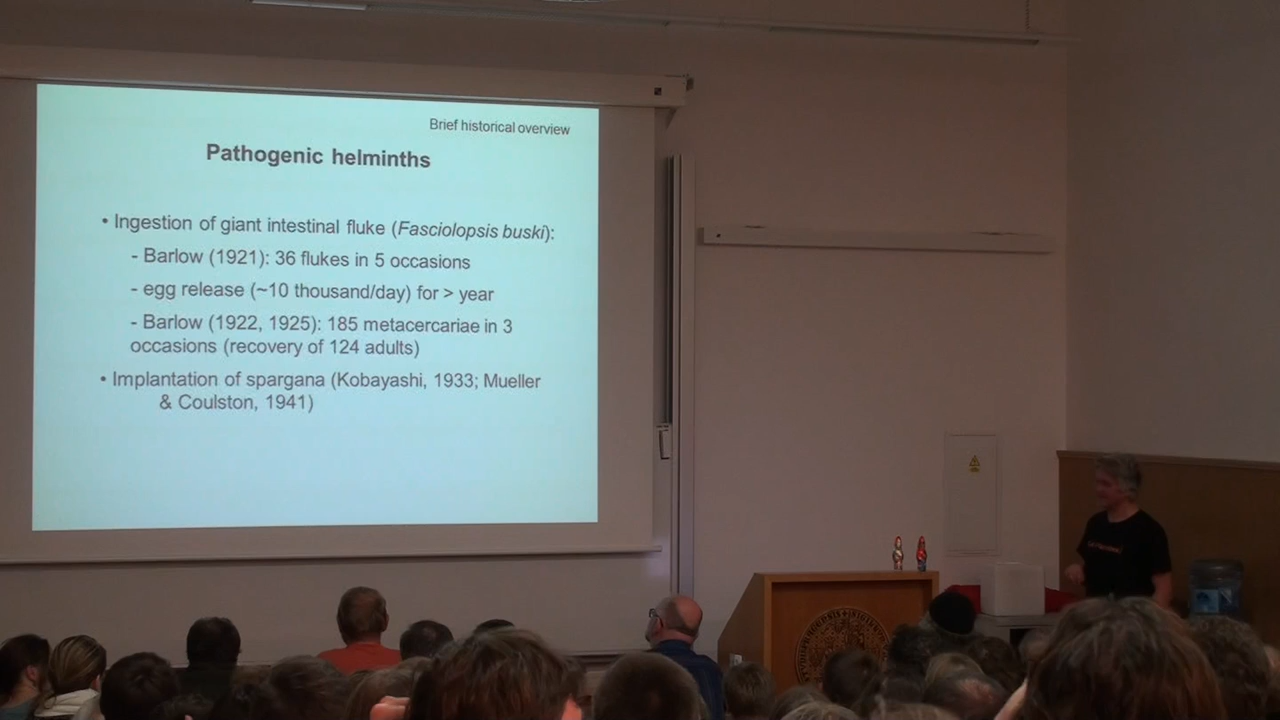 Brief historical overview
Pathogenic helminths
• Ingestion of giant intestinal fluke (Fasciolopsis buski):
- Barlow (1921): 36 flukes in 5 occasions
- egg release (~10 thousand/day) for > year
- Barlow (1922, 1925): 185 metacercariae in 3
occasions (recovery of 124 adults)
• Implantation of spargana (Kobayashi, 1933; Mueller
& Coulston, 1941)